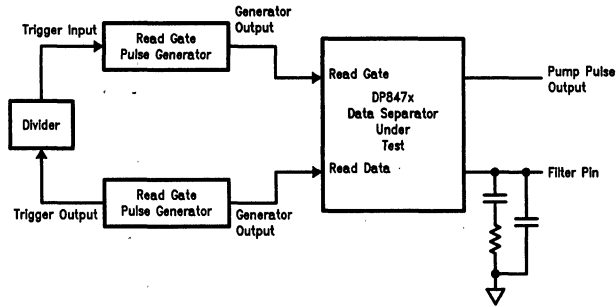 Generator
Output
Trigger Input
Read Gate
Pulse Generator
Read Gate
DP847x
Data Separator
Under
Test
Read Data
Pump Pulse
Output
Divider
Filter Pin
Read Gate
Pulse Generator
Trigger Output
Generator
Output